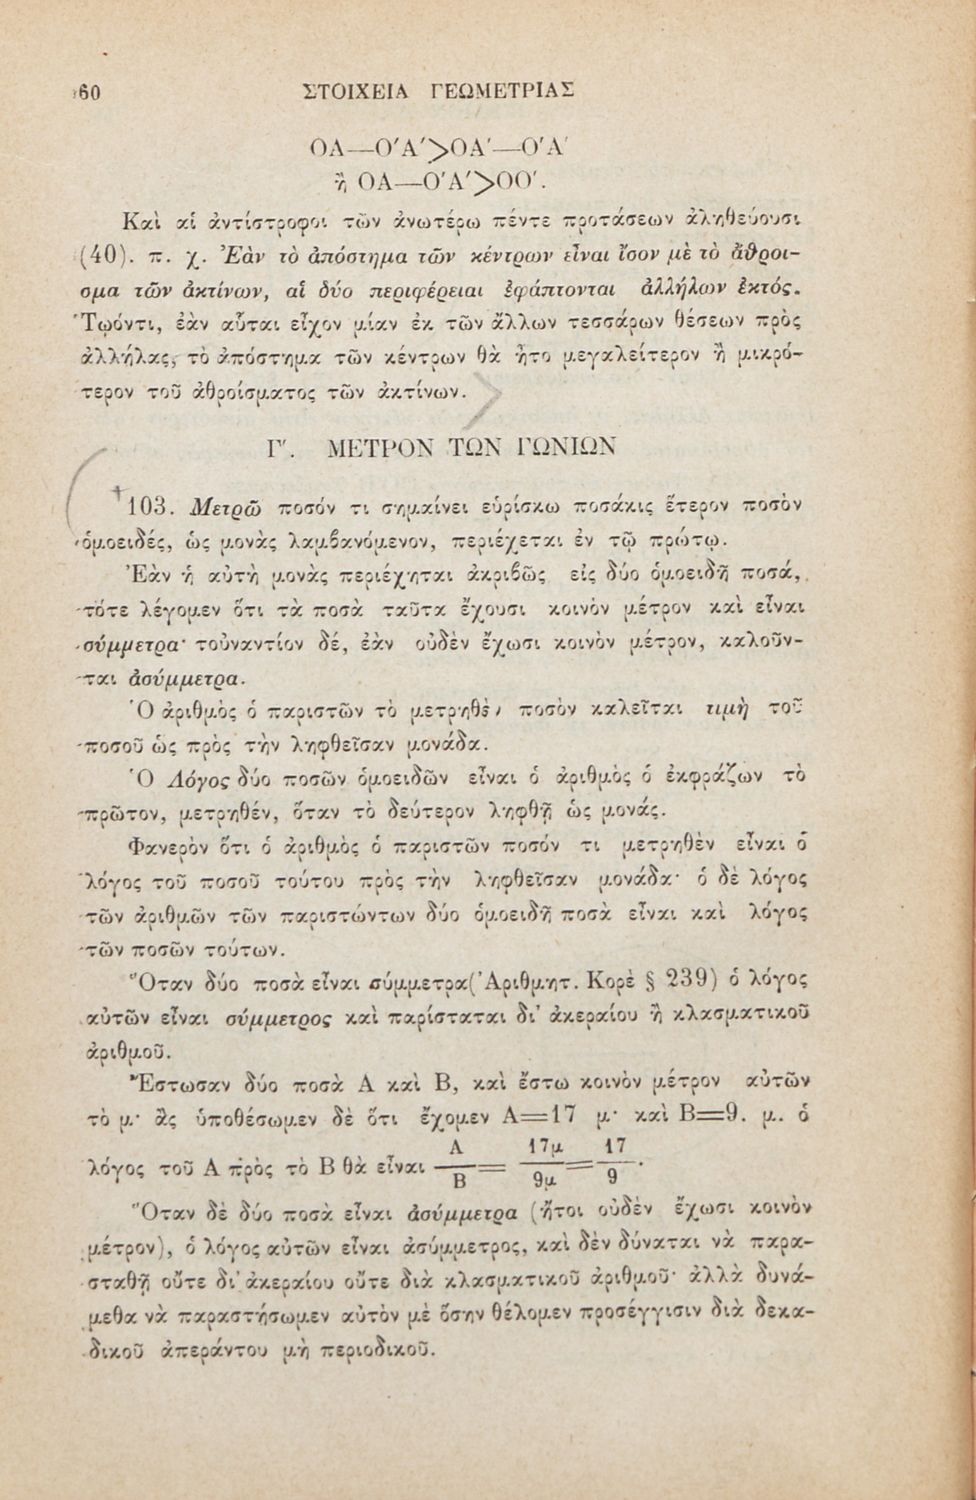 60 ΣΤΟΙΧΕΙΑ ΓΕΩΜΕΤΡΙΑΣ
ΟΑ—Ο'Α'>ΟΑ'—Ο'Α'
ἢ ΟΑ—Ο'Α'>ΟΟ'.
Καὶ αἱ ἀντίστροφοι τῶν ἀνωτέρω πέντε προτάσεων ἀληθεύουσι
(40). π. χ. Ἐὰν τὸ ἀπόστημα τῶν κέντρων εἶναι ἴσον μὲ τὸ ἄθροι-
σμα τῶν ἀκτίνων, αἱ δύο περιφέρειαι ἐφάπτονται ἀλλήλων ἐκτός.
Τῳόντι, ἐὰν αὗται εἶχον μίαν ἐκ τῶν ἄλλων τεσσάρων θέσεων πρὸς
ἀλλήλας, τὸ ἀπόστημα τῶν κέντρων θὰ ἦτο μεγαλείτερον ἢ μικρό-
τερον τοῦ ἀθροίσματος τῶν ἀκτίνων.
Γ'. ΜΕΤΡΟΝ ΤΩΝ ΓΩΝΙΩΝ
103. Μετρῶ ποσόν τι σημαίνει εὑρίσκω ποσάκις ἕτερον ποσὸν
ὁμοειδές, ὡς μονὰς λαμβανόμενον, περιέχεται ἐν τῷ πρώτῳ.
Ἐὰν ἡ αὐτὴ μονὰς περιέχηται ἀκριβῶς εἰς δύο ὁμοειδῆ ποσά,
τότε λέγομεν ὅτι τὰ ποσὰ ταῦτα ἔχουσι κοινὸν μέτρον καὶ εἶναι
σύμμετρα· τοὐναντίον δέ, ἐὰν οὐδὲν ἔχωσι κοινὸν μέτρον, καλοῦν-
ται ἀσύμμετρα.
Ὁ ἀριθμὸς ὁ παριστῶν τὸ μετρηθὲν ποσὸν καλεῖται τιμὴ τοῦ
ποσοῦ ὡς πρὸς τὴν ληφθεῖσαν μονάδα.
Ὁ Λόγος δύο ποσῶν ὁμοειδῶν εἶναι ὁ ἀριθμὸς ὁ ἐκφράζων τὸ
πρῶτον, μετρηθέν, ὅταν τὸ δεύτερον ληφθῇ ὡς μονάς.
Φανερὸν ὅτι ὁ ἀριθμὸς ὁ παριστῶν ποσόν τι μετρηθὲν εἶναι ὁ
λόγος τοῦ ποσοῦ τούτου πρὸς τὴν ληφθεῖσαν μονάδα· ὁ δὲ λόγος
τῶν ἀριθμῶν τῶν παριστώντων δύο ὁμοειδῆ ποσὰ εἶναι καὶ λόγος
τῶν ποσῶν τούτων.
Ὅταν δύο ποσὰ εἶναι σύμμετρα(Ἀριθμητ. Κορὲ § 239) ὁ λόγος
αὐτῶν εἶναι σύμμετρος καὶ παρίσταται δι' ἀκεραίου ἢ κλασματικοῦ
ἀριθμοῦ.
Ἔστωσαν δύο ποσὰ Α καὶ Β, καὶ ἔστω κοινὸν μέτρον αὐτῶν
τὸ μ· ἂς ὑποθέσωμεν δὲ ὅτι ἔχομεν Α=17 μ· καὶ Β=9. μ. ὁ
λόγος τοῦ Α πρὸς τὸ Β θὰ εἶναι Α/Β = 17μ/9μ = 17/9.
Ὅταν δὲ δύο ποσὰ εἶναι ἀσύμμετρα (ἤτοι οὐδὲν ἔχωσι κοινὸν
μέτρον), ὁ λόγος αὐτῶν εἶναι ἀσύμμετρος, καὶ δὲν δύναται νὰ παρα-
σταθῇ οὔτε δι' ἀκεραίου οὔτε διὰ κλασματικοῦ ἀριθμοῦ· ἀλλὰ δυνά-
μεθα νὰ παραστήσωμεν αὐτὸν μὲ ὅσην θέλομεν προσέγγισιν διὰ δεκα-
δικοῦ ἀπεράντου μὴ περιοδικοῦ.